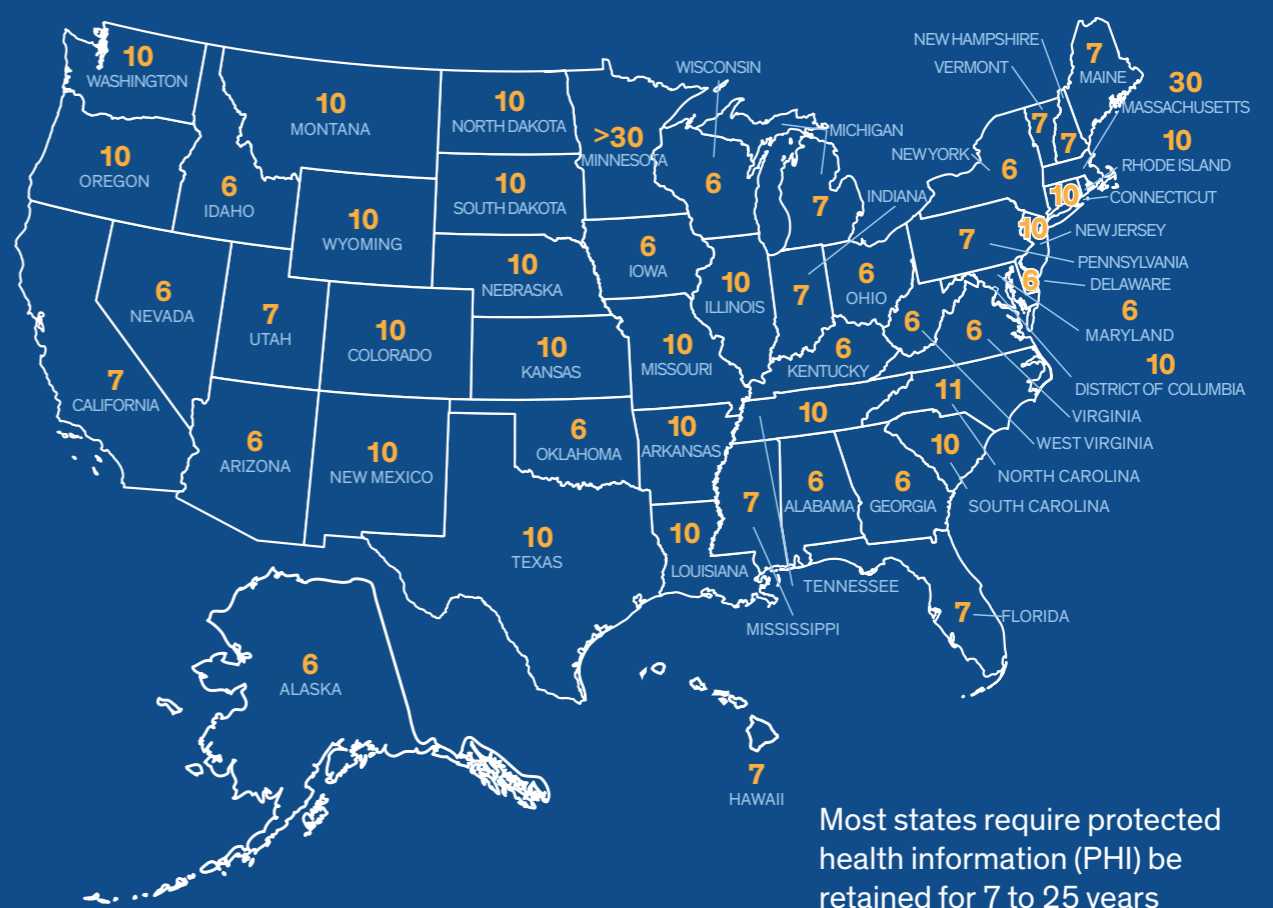 10
WASHINGTON
10
OREGON
6
IDAHO
10
MONTANA
10
WYOMING
10
NORTH DAKOTA
10
SOUTH DAKOTA
10
NEBRASKA
>30
MINNESOTA
WISCONSIN
6
MICHIGAN
7
6
IOWA
10
ILLINOIS
INDIANA
7
6
OHIO
NEW HAMPSHIRE
7
VERMONT
7
7
MAINE
30
MASSACHUSETTS
10
RHODE ISLAND
10
CONNECTICUT
NEW YORK
6
10
NEW JERSEY
7
PENNSYLVANIA
6
DELAWARE
6
MARYLAND
10
DISTRICT OF COLUMBIA
6
VIRGINIA
6
WEST VIRGINIA
11
NORTH CAROLINA
10
SOUTH CAROLINA
6
NEVADA
7
UTAH
7
CALIFORNIA
10
COLORADO
10
KANSAS
10
MISSOURI
6
KENTUCKY
6
ARIZONA
10
NEW MEXICO
6
OKLAHOMA
10
ARKANSAS
10
TENNESSEE
7
MISSISSIPPI
6
ALABAMA
6
GEORGIA
10
TEXAS
10
LOUISIANA
7
FLORIDA
6
ALASKA
7
HAWAII
Most states require protected
health information (PHI) be
retained for 7 to 25 years